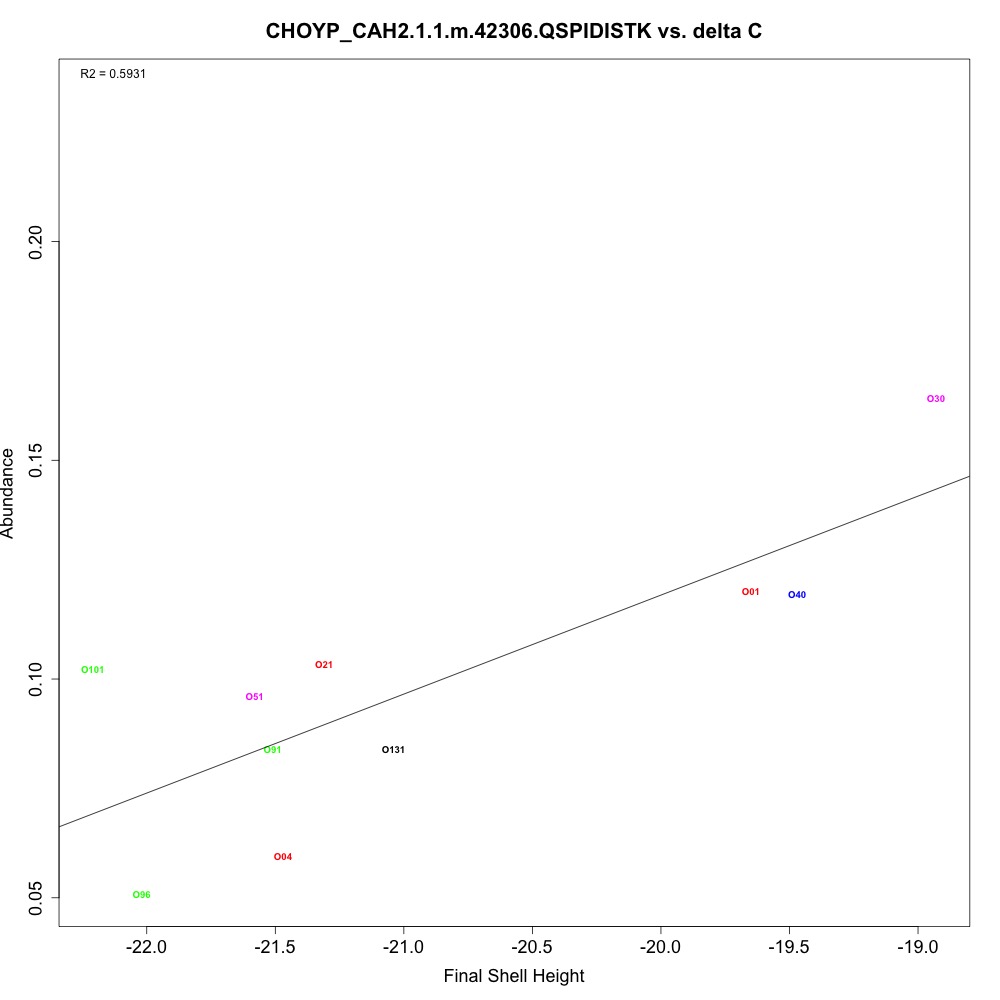 CHOYP_CAH2.1.1.m.42306.QSPIDISTK vs. delta C
R2 = 0.5931
0.20
O30
0.15
Abundance
O01
O40
O101
O21
0.10
O51
O91
O131
O04
O96
0.05
-22.0 -21.5 -21.0 -20.5 -20.0 -19.5 -19.0
Final Shell Height